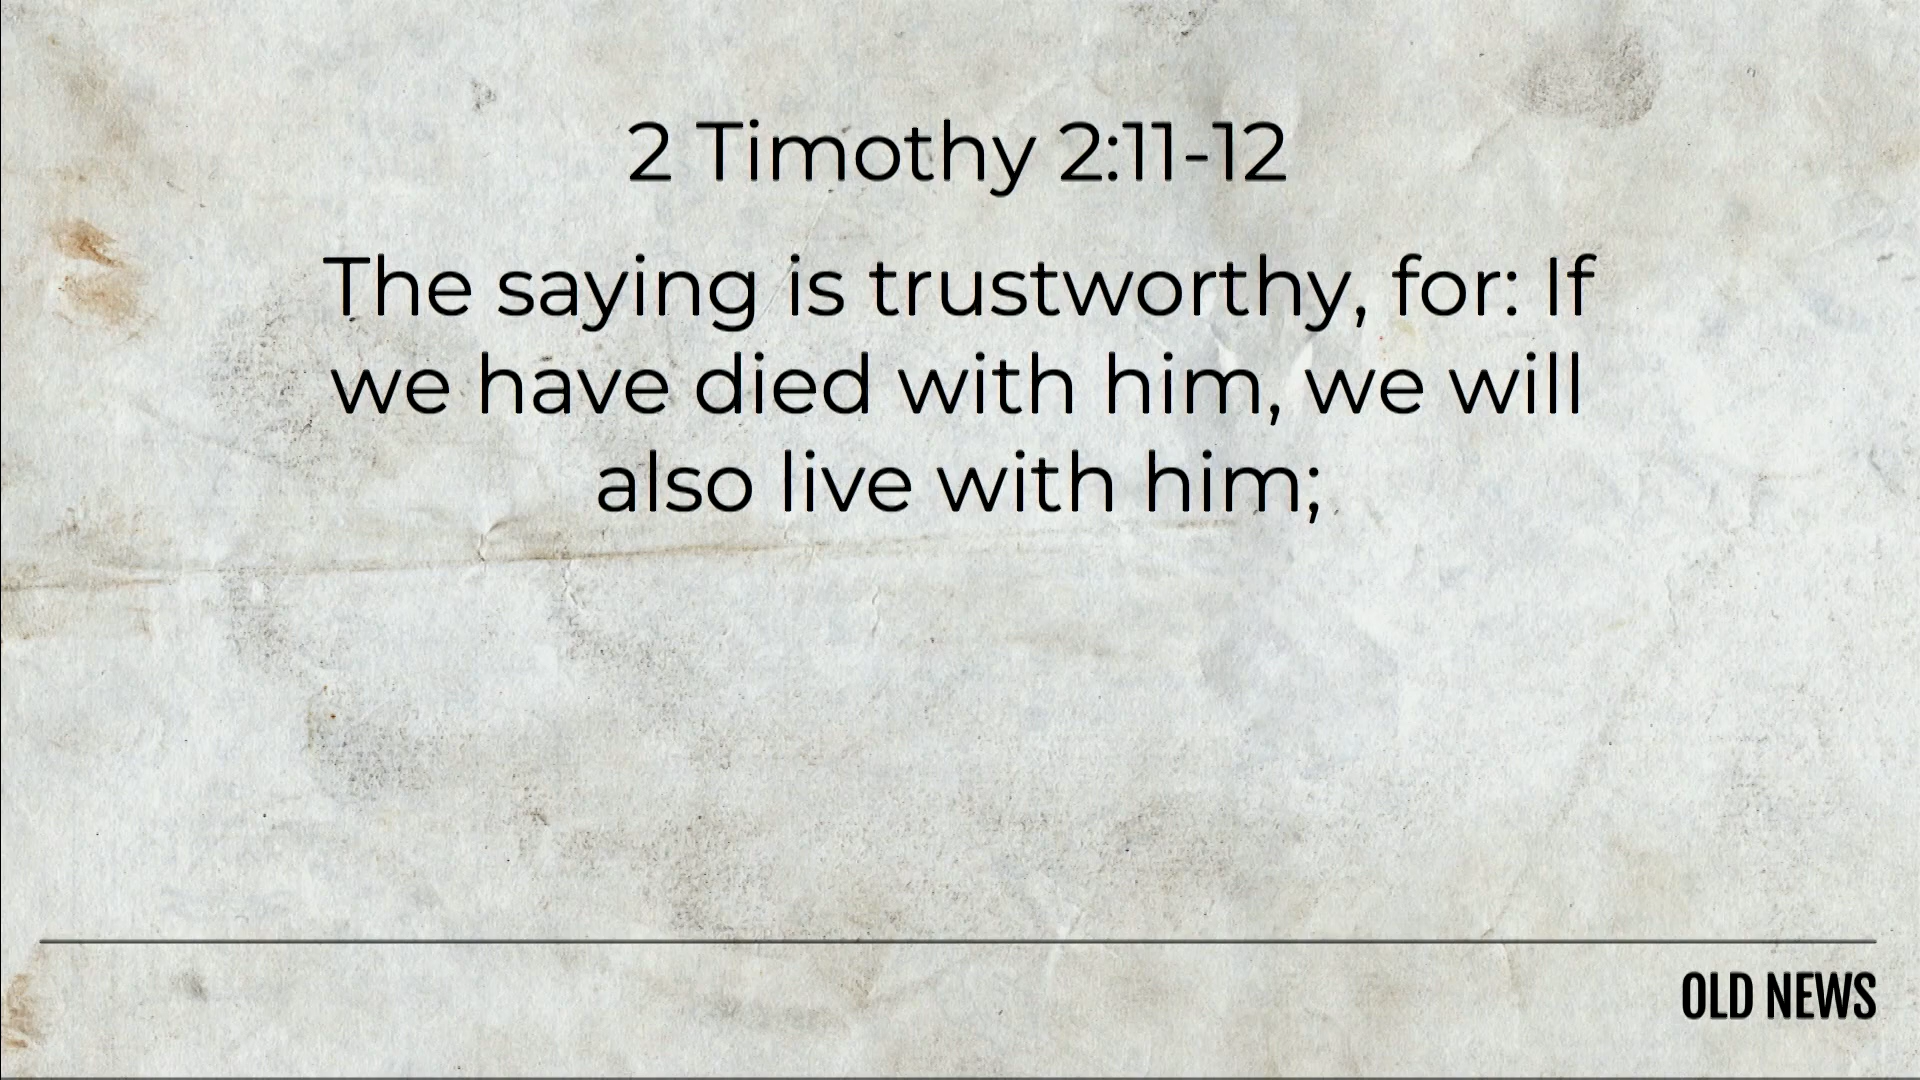 2 Timothy 2:11-12
The saying is trustworthy, for: If
we have died with him, we will
also live with him;
OLD NEWS